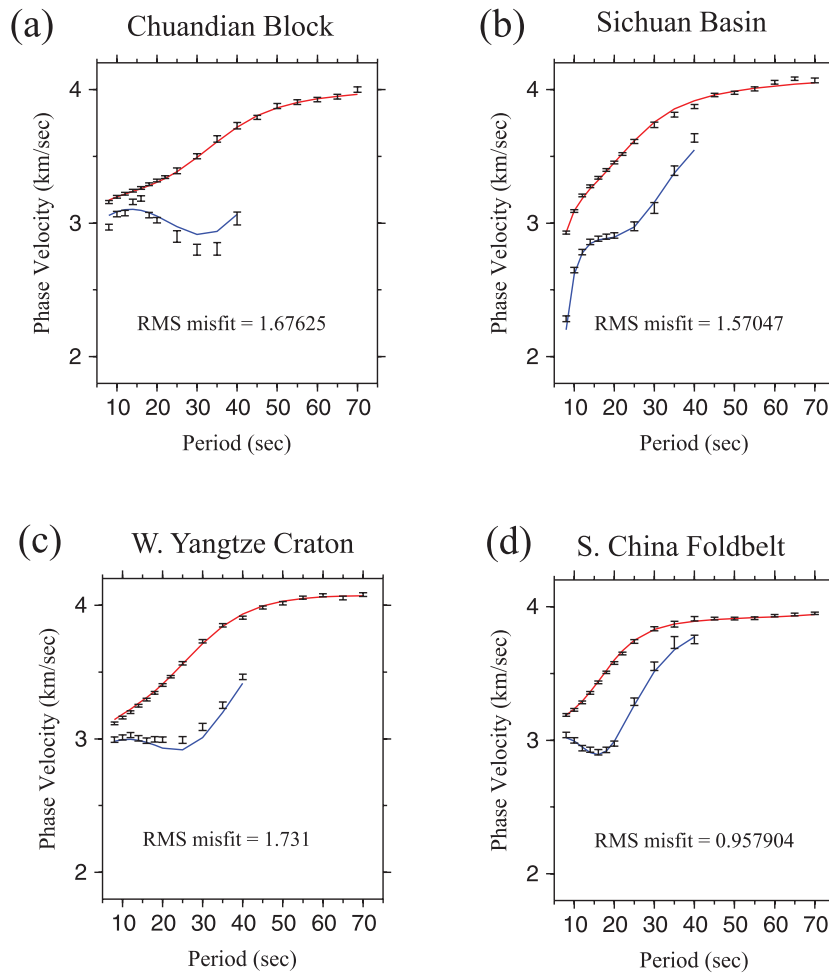 (a)
Chuandian Block
4
3
2
Phase Velocity (km/sec)
RMS misfit = 1.67625
10 20 30 40 50 60 70
Period (sec)
(b)
Sichuan Basin
4
3
2
Phase Velocity (km/sec)
RMS misfit = 1.57047
10 20 30 40 50 60 70
Period (sec)
(c)
W. Yangtze Craton
4
3
2
Phase Velocity (km/sec)
RMS misfit = 1.731
10 20 30 40 50 60 70
Period (sec)
(d)
S. China Foldbelt
4
3
2
Phase Velocity (km/sec)
RMS misfit = 0.957904
10 20 30 40 50 60 70
Period (sec)